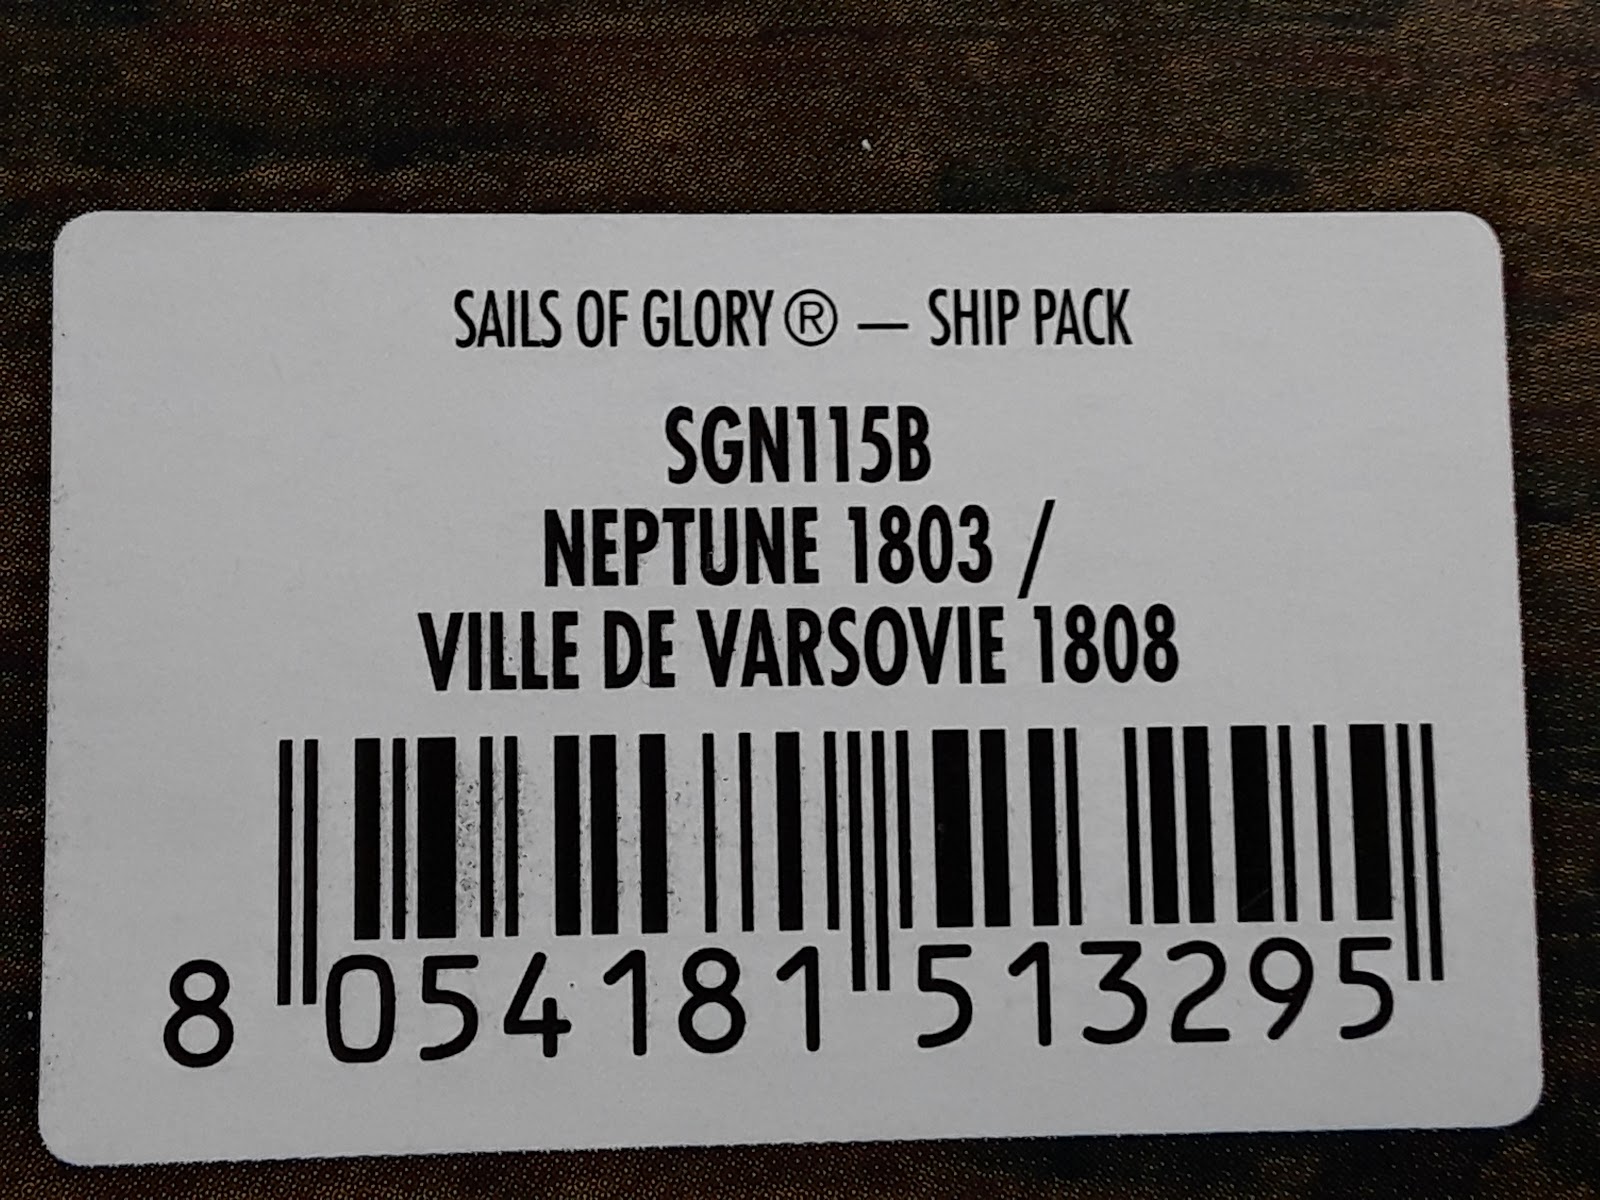 SAILS OF GLORY® — SHIP PACK
SGN115B
NEPTUNE 1803 /
VILLE DE VARSOVIE 1808
8 054181 513295